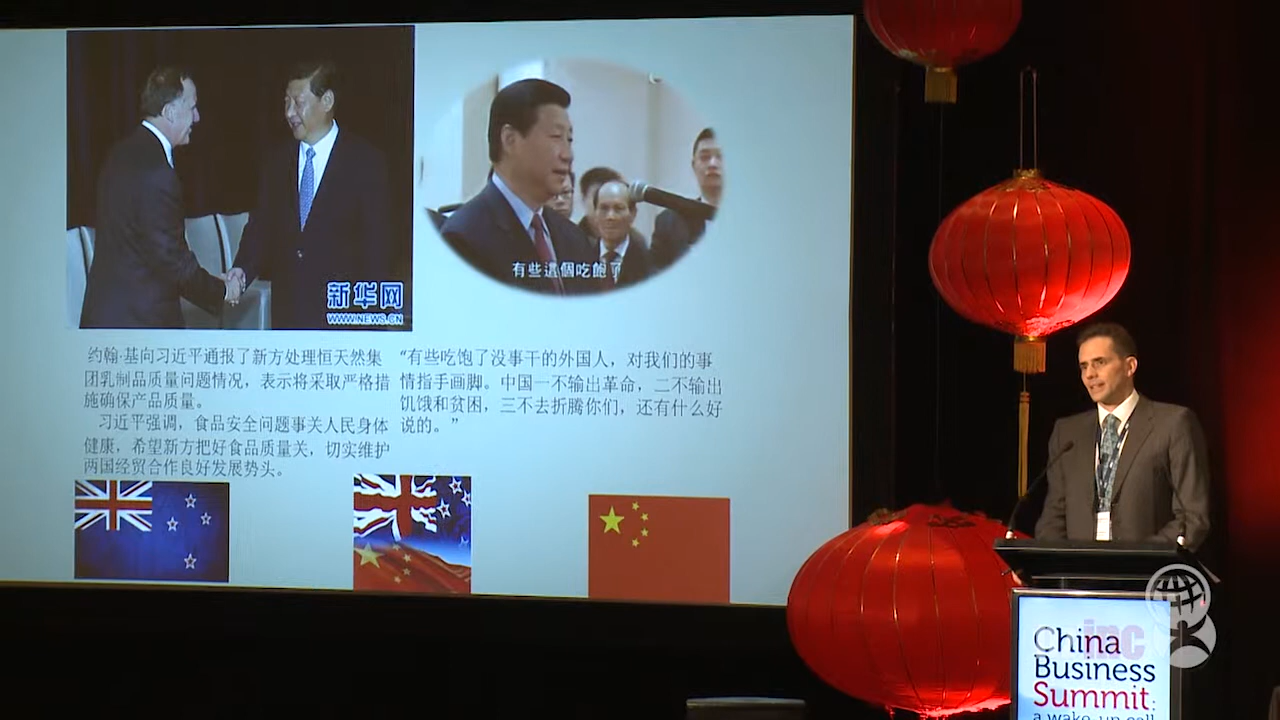 新华网
WWW.NEWS.CN
有些這個吃飽了
约翰·基向习近平通报了新方处理恒天然集
团乳制品质量问题情况，表示将采取严格措
施确保产品质量。
习近平强调，食品安全问题事关人民身体
健康，希望新方把好食品质量关，切实维护
两国经贸合作良好发展势头。
“有些吃饱了没事干的外国人，对我们的事
情指手画脚。中国一不输出革命，二不输出
饥饿和贫困，三不去折腾你们，还有什么好
说的。”
inc
China
Business
Summit:
a wake-up call